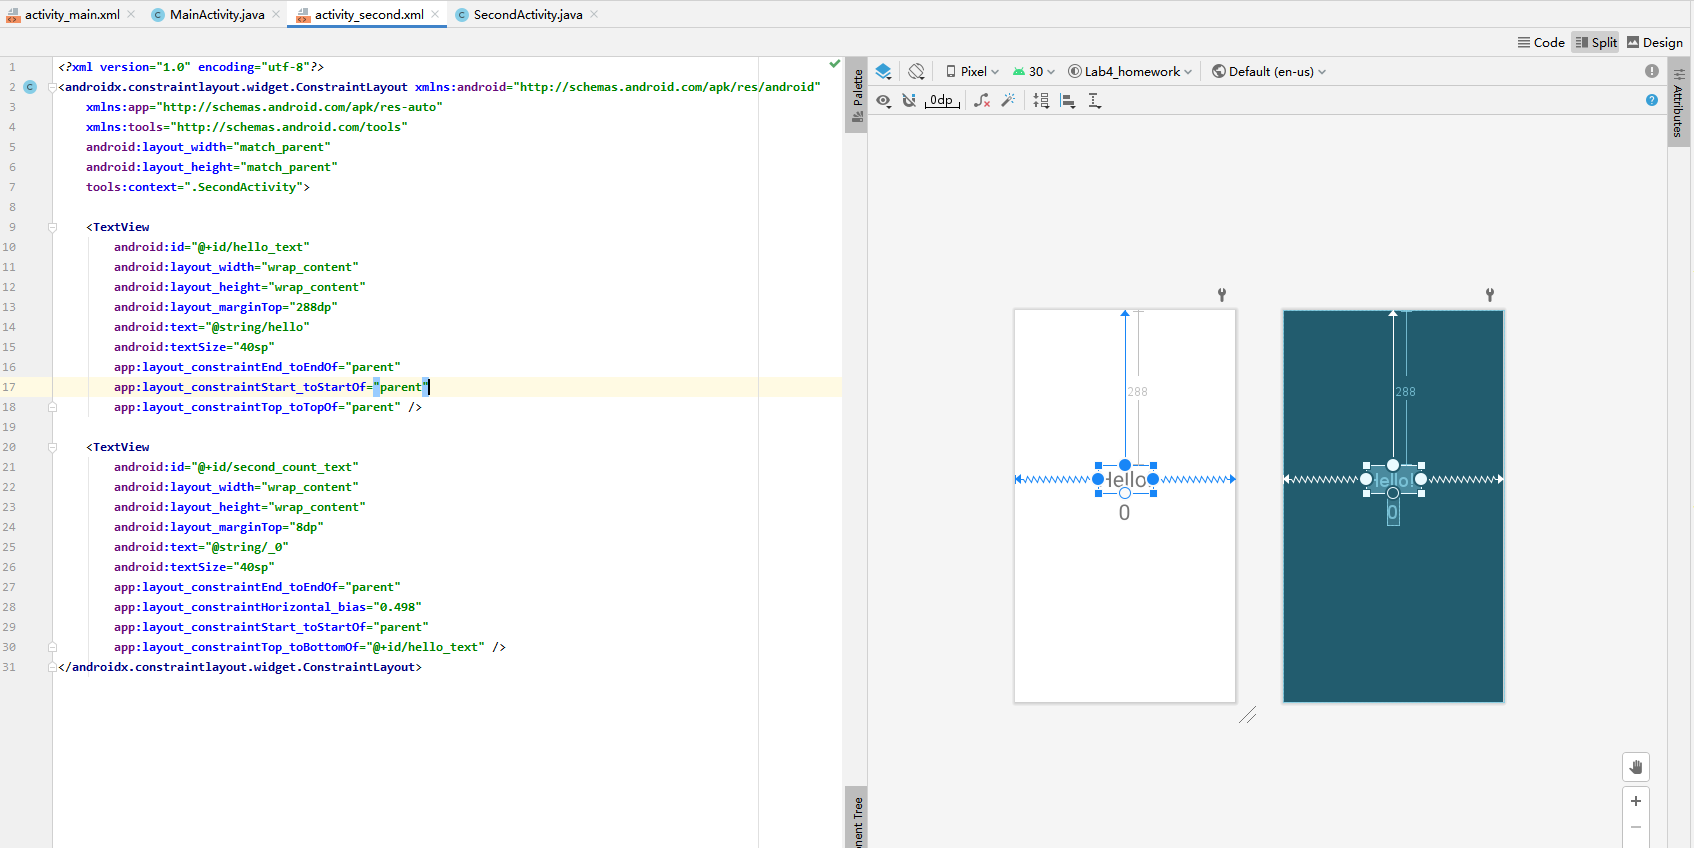 activity_main.xml MainActivity.java activity_second.xml SecondActivity.java
Code Split Design
1 <?xml version="1.0" encoding="utf-8"?>
2 <androidx.constraintlayout.widget.ConstraintLayout xmlns:android="http://schemas.android.com/apk/res/android"
3 xmlns:app="http://schemas.android.com/apk/res-auto"
4 xmlns:tools="http://schemas.android.com/tools"
5 android:layout_width="match_parent"
6 android:layout_height="match_parent"
7 tools:context=".SecondActivity">
8
9 <TextView
10 android:id="@+id/hello_text"
11 android:layout_width="wrap_content"
12 android:layout_height="wrap_content"
13 android:layout_marginTop="288dp"
14 android:text="@string/hello"
15 android:textSize="40sp"
16 app:layout_constraintEnd_toEndOf="parent"
17 app:layout_constraintStart_toStartOf="parent"
18 app:layout_constraintTop_toTopOf="parent" />
19
20 <TextView
21 android:id="@+id/second_count_text"
22 android:layout_width="wrap_content"
23 android:layout_height="wrap_content"
24 android:layout_marginTop="8dp"
25 android:text="@string/_0"
26 android:textSize="40sp"
27 app:layout_constraintEnd_toEndOf="parent"
28 app:layout_constraintHorizontal_bias="0.498"
29 app:layout_constraintStart_toStartOf="parent"
30 app:layout_constraintTop_toBottomOf="@+id/hello_text" />
31 </androidx.constraintlayout.widget.ConstraintLayout>
Palette
Pixel 30 Lab4_homework Default (en-us)
0dp
Attributes
288
Hello
0
288
Hello!
0
nent Tree